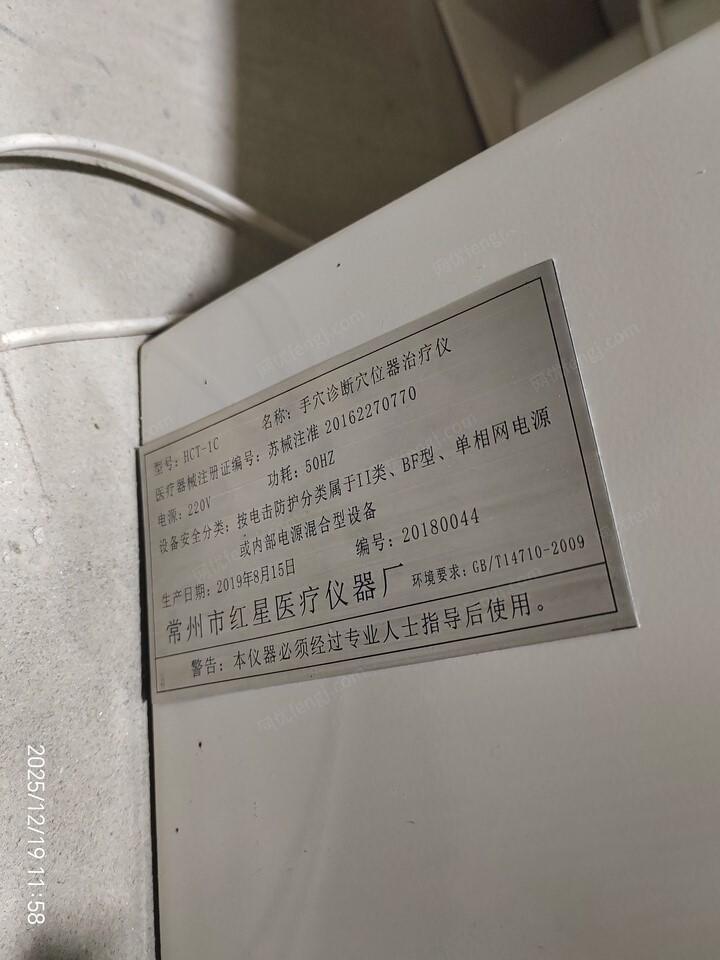 型号：HCT-1C 名称：手穴诊断穴位器治疗仪
医疗器械注册证编号：苏械注准 20162270770
电源：220V 功耗：50HZ
设备安全分类：按电击防护分类属于II类、BF型、单相网电源
或内部电源混合型设备
生产日期：2019年8月15日 编号：20180044
常州市红星医疗仪器厂 环境要求：GB/T14710-2009
警告：本仪器必须经过专业人士指导后使用。
2025/12/19 11:58